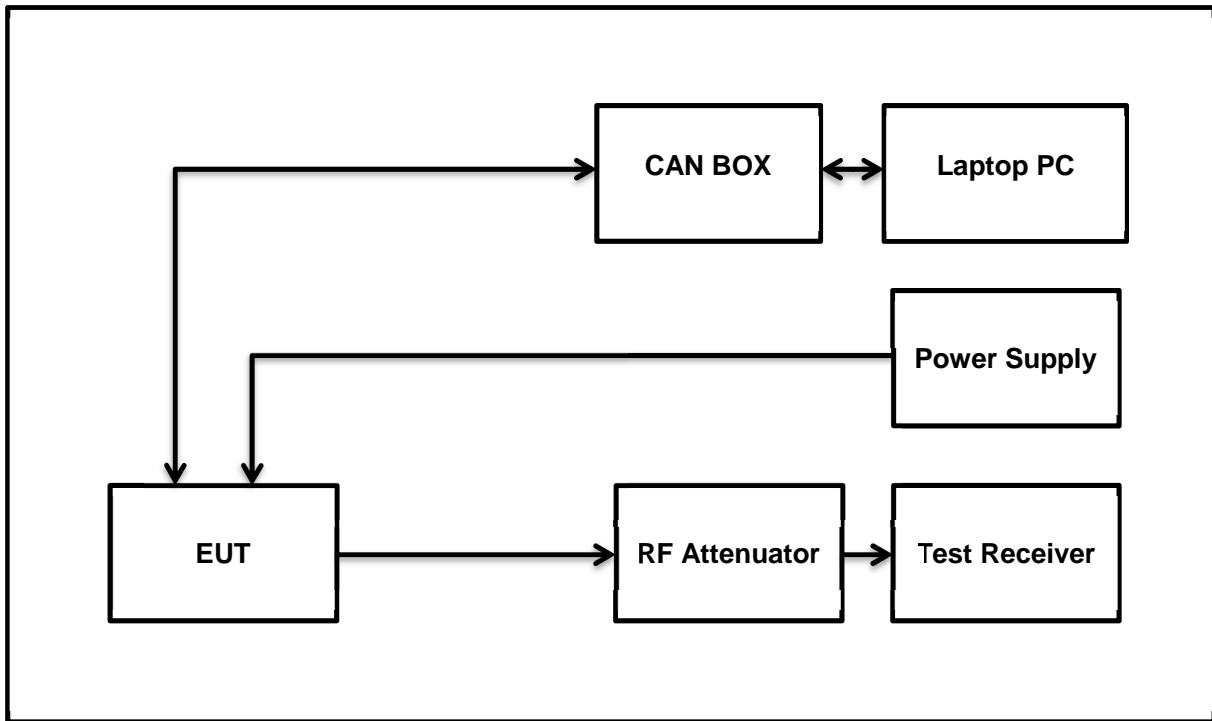 CAN BOX
Laptop PC
Power Supply
EUT
RF Attenuator
Test Receiver